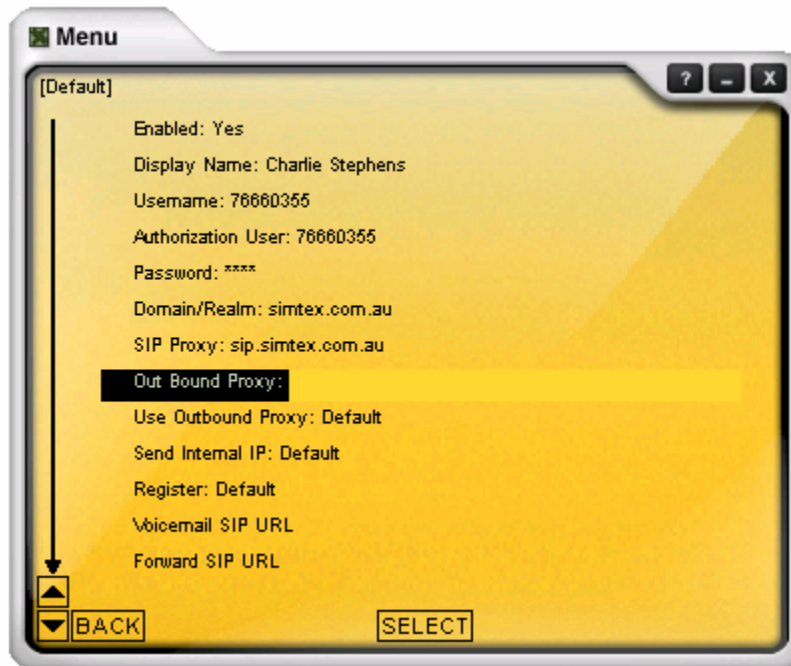 Menu
? – X
[Default]
Enabled: Yes
Display Name: Charlie Stephens
Username: 76660355
Authorization User: 76660355
Password: ****
Domain/Realm: simtex.com.au
SIP Proxy: sip.simtex.com.au
Out Bound Proxy:
Use Outbound Proxy: Default
Send Internal IP: Default
Register: Default
Voicemail SIP URL
Forward SIP URL
BACK SELECT